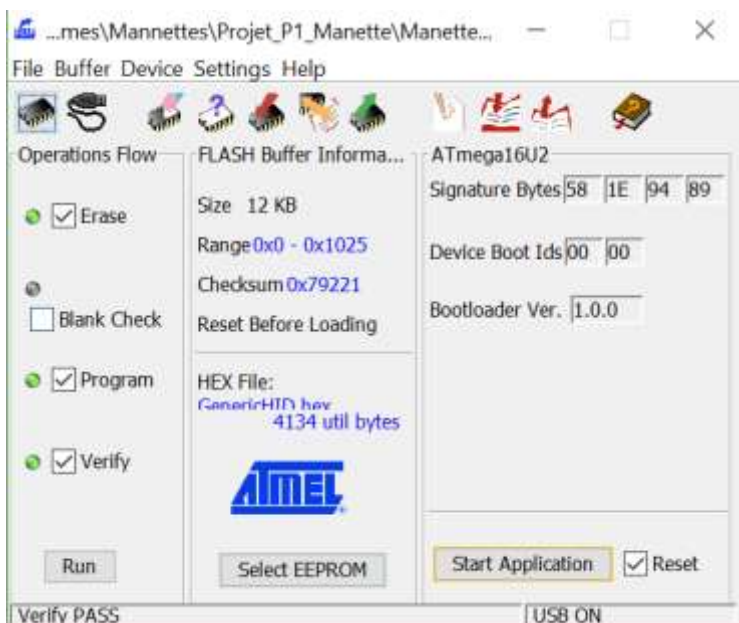 ...mes\Mannettes\Projet_P1_Manette\Manette...
File Buffer Device Settings Help
Operations Flow
Erase
Blank Check
Program
Verify
Run
FLASH Buffer Informa...
Size 12 KB
Range 0x0 - 0x1025
Checksum 0x79221
Reset Before Loading
HEX File:
GenericHID.hex
4134 util bytes
ATMEL
Select EEPROM
ATmega16U2
Signature Bytes 58 1E 94 89
Device Boot Ids 00 00
Bootloader Ver. 1.0.0
Start Application Reset
Verify PASS USB ON